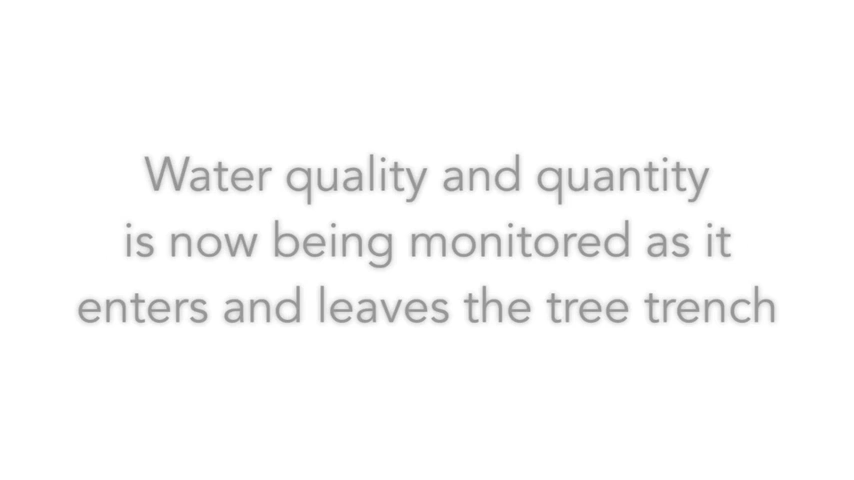 Water quality and quantity
is now being monitored as it
enters and leaves the tree trench